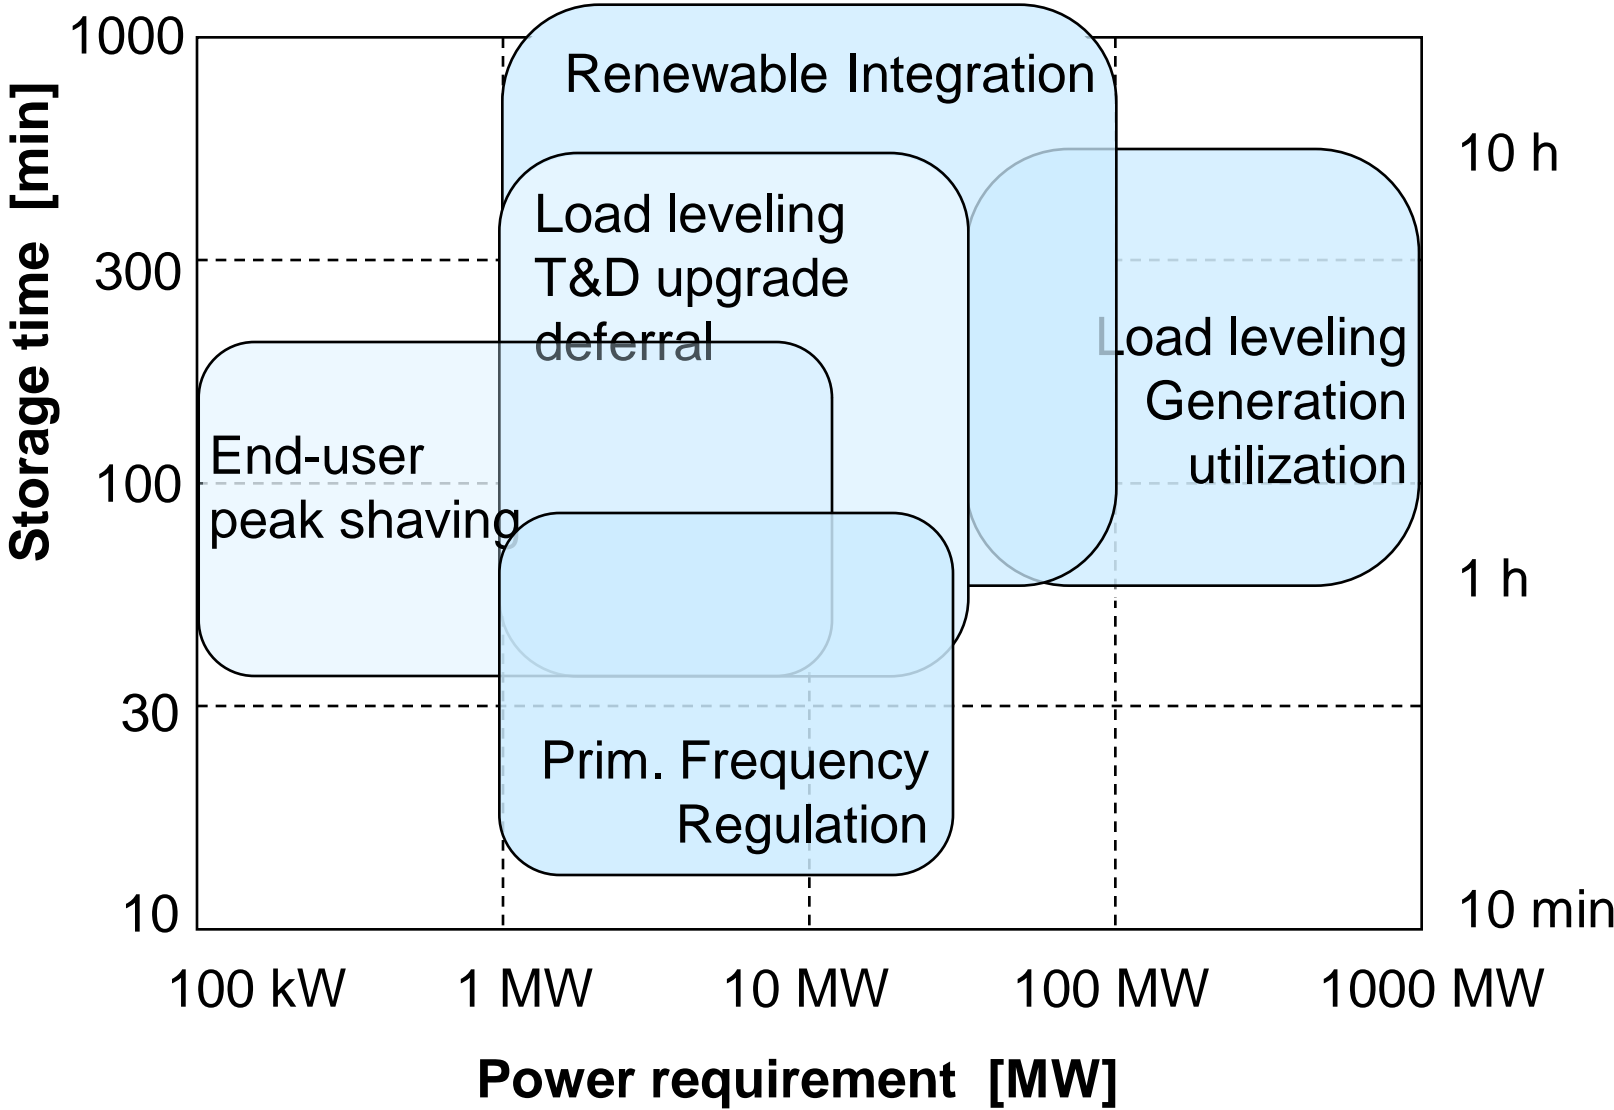 Storage time [min]
1000
300
100
30
10
Renewable Integration
Load leveling
T&D upgrade
deferral
Load leveling
Generation
utilization
End-user
peak shaving
Prim. Frequency
Regulation
10 h
1 h
10 min
100 kW
1 MW
10 MW
100 MW
1000 MW
Power requirement [MW]